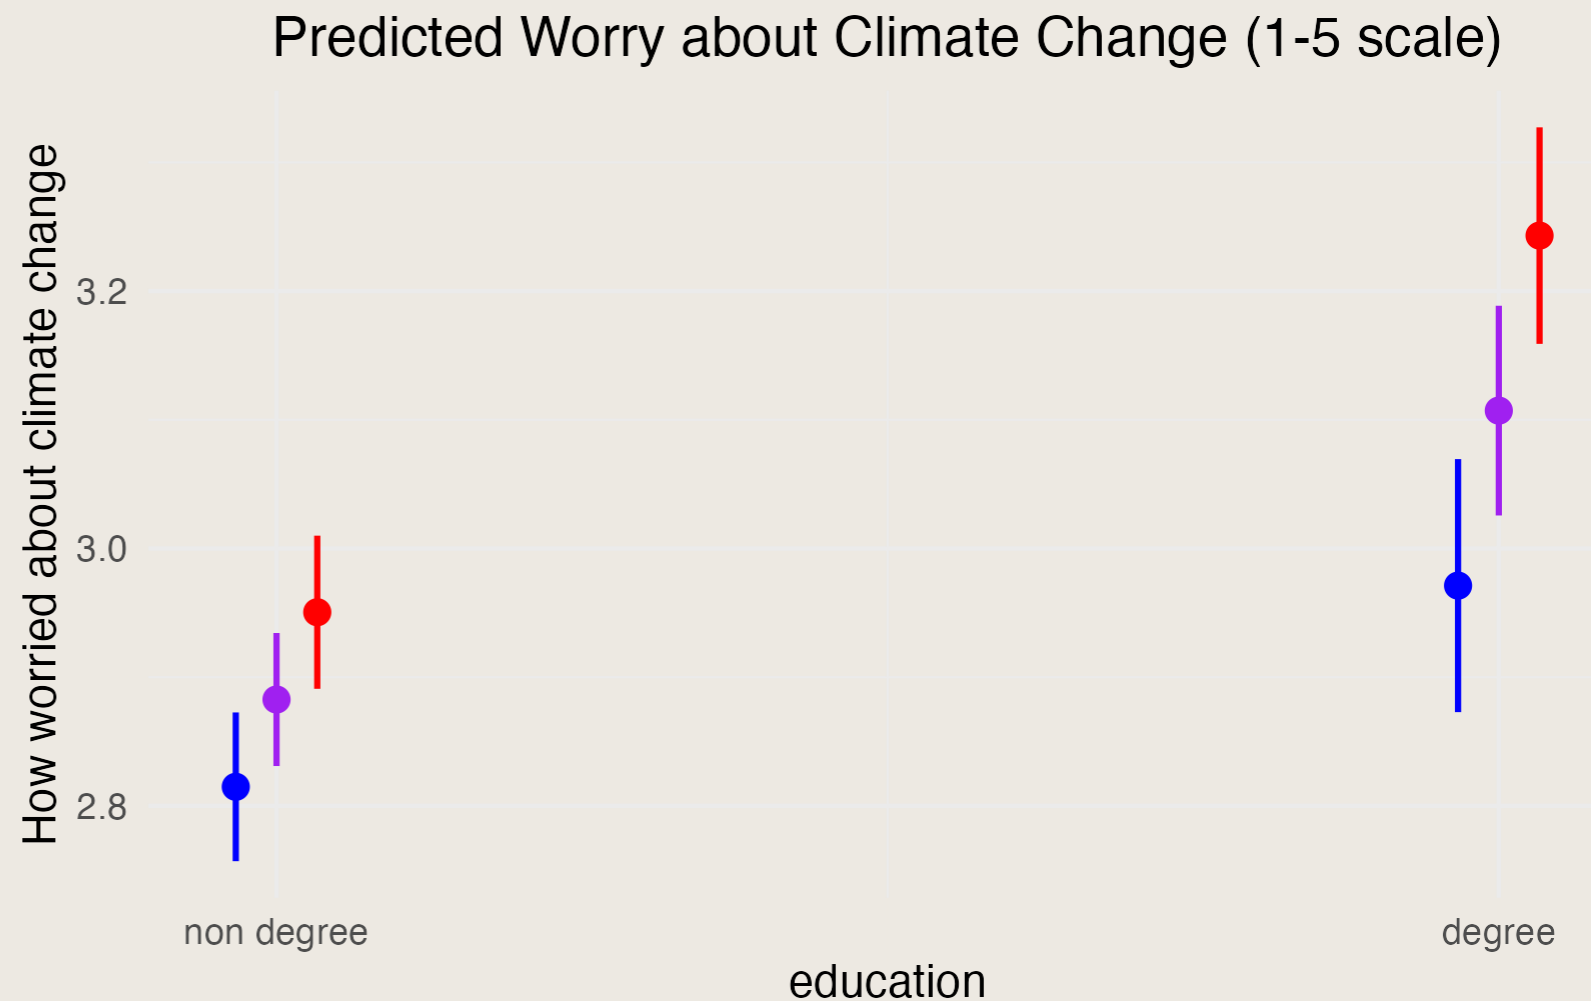 Predicted Worry about Climate Change (1-5 scale)
How worried about climate change
3.2
3.0
2.8
non degree
degree
education